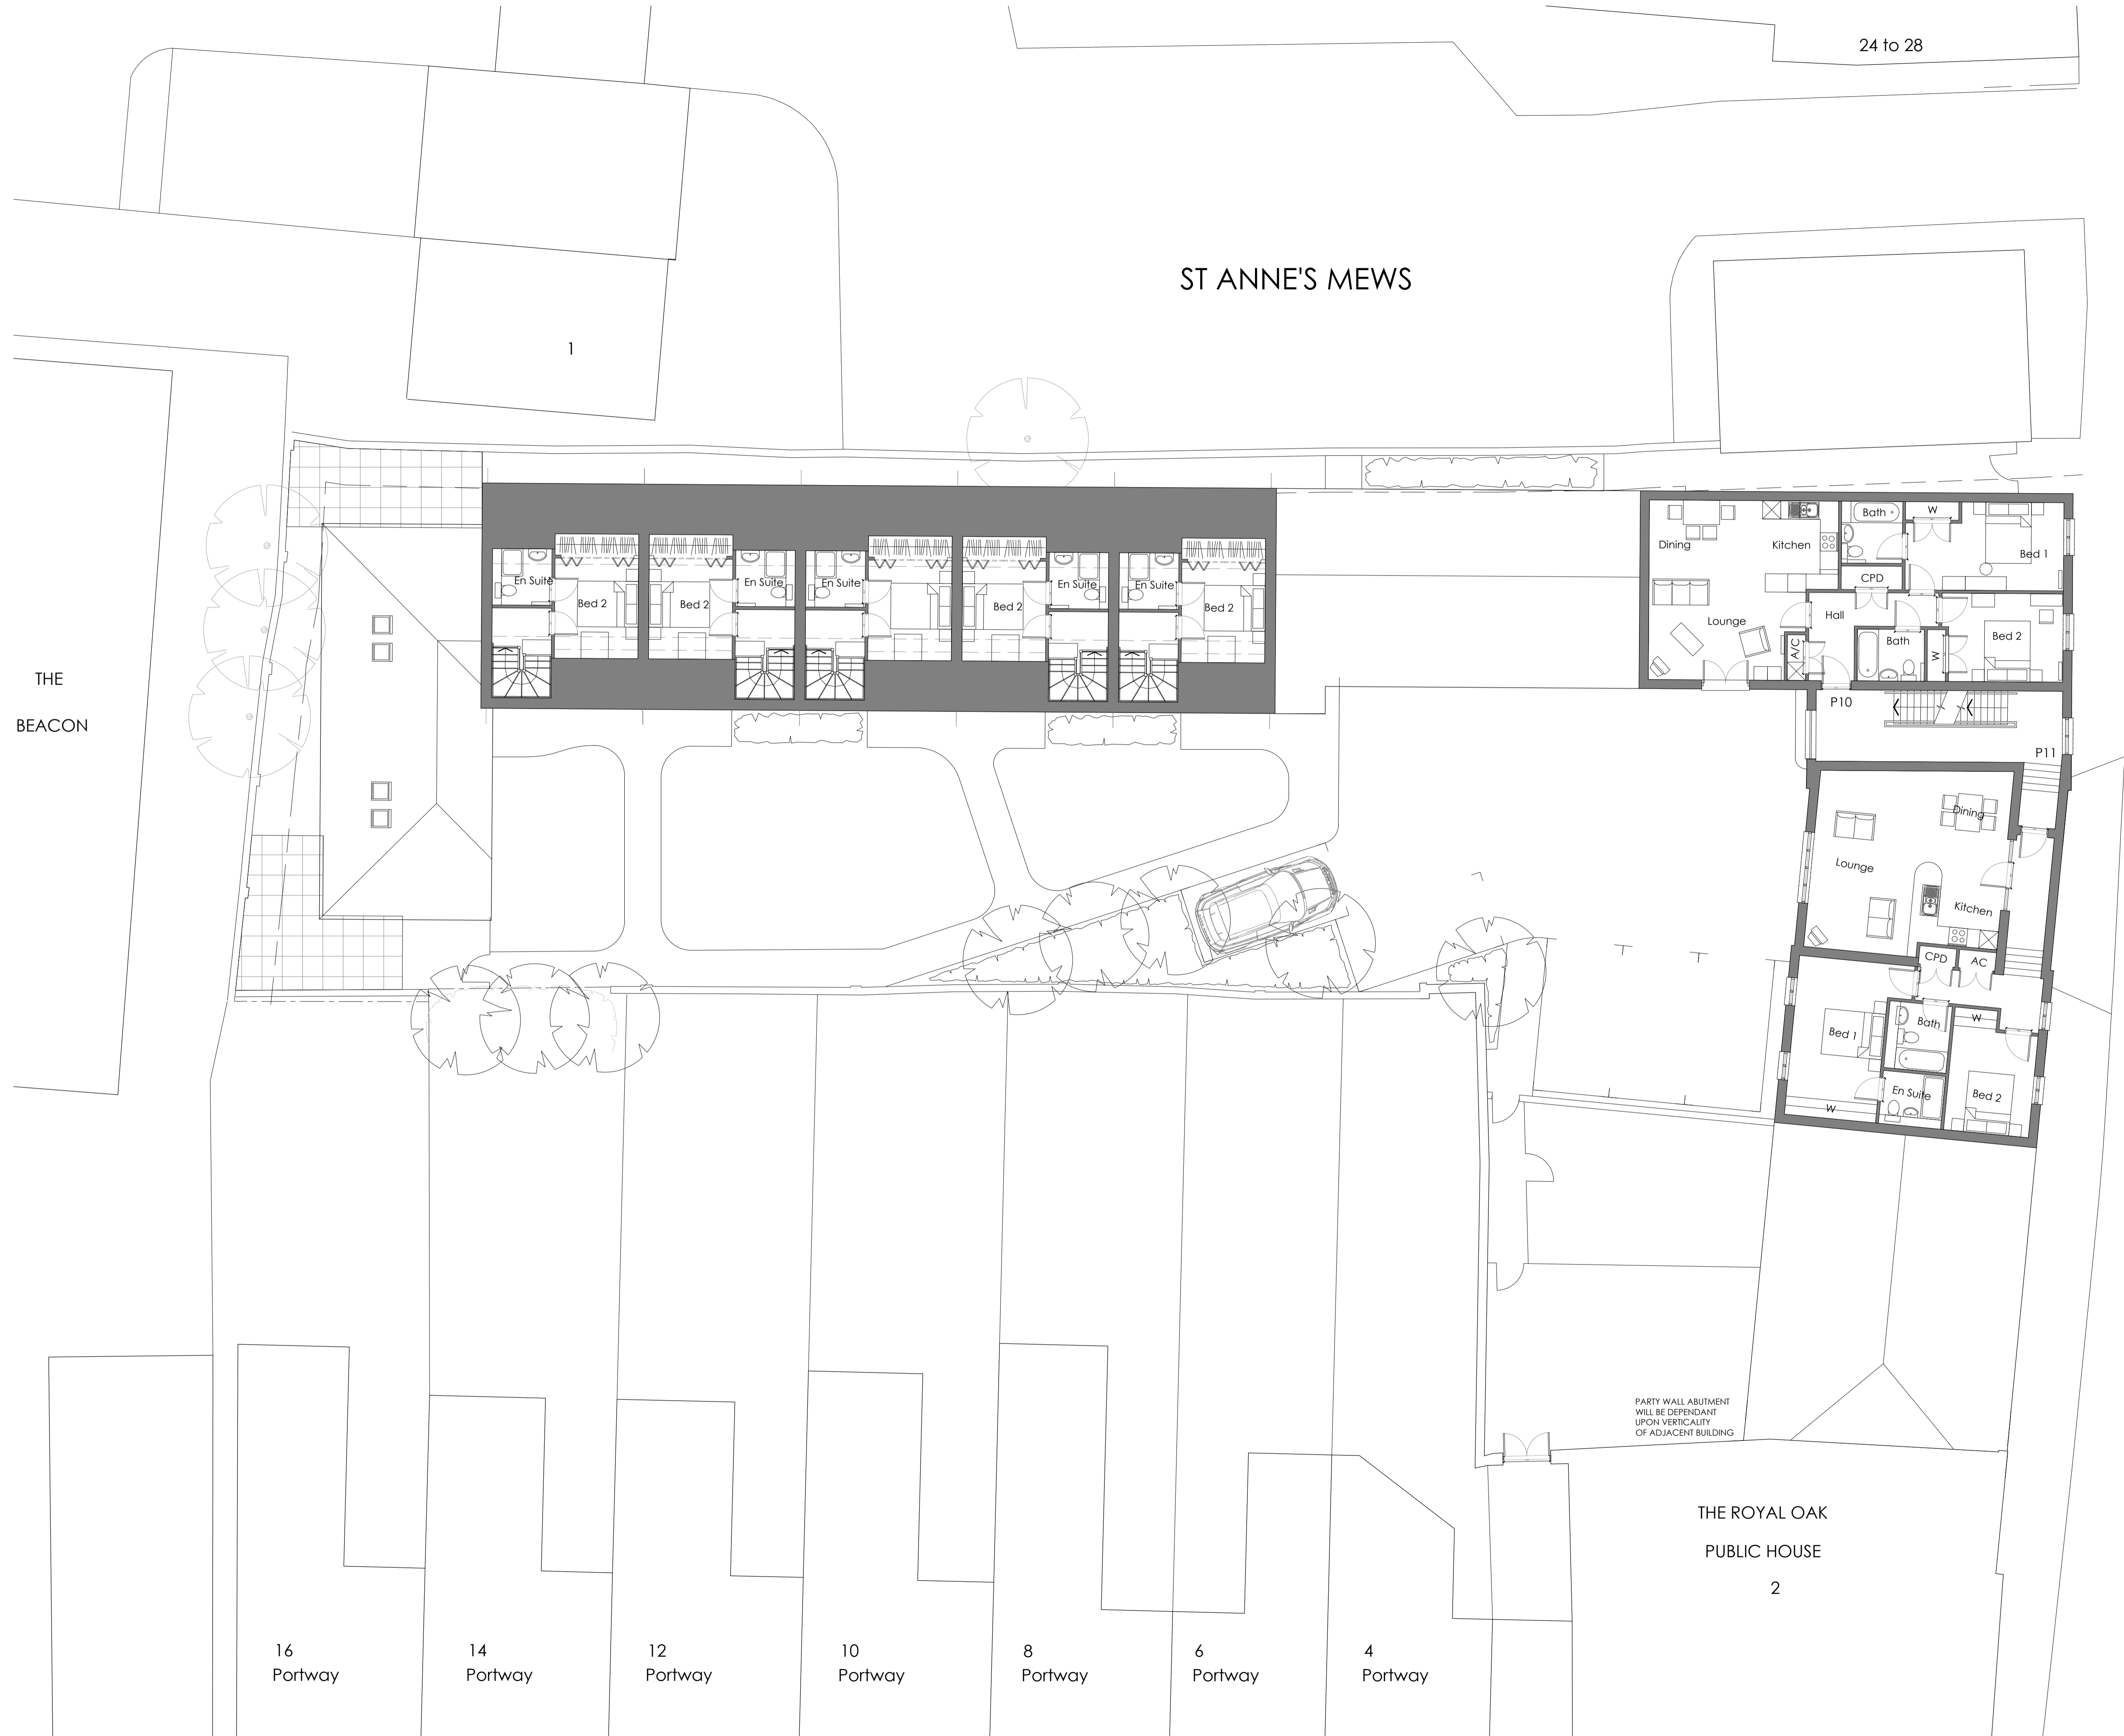 24 to 28
ST ANNE'S MEWS
1
THE
BEACON
En Suite
Bed 2
Bed 2
En Suite
En Suite
Bed 2
En Suite
En Suite
Bed 2
Dining
Kitchen
Bath
W
Bed 1
CPD
Lounge
Hall
A/C
Bath
W
Bed 2
P10
P11
Dining
Lounge
Kitchen
CPD
AC
Bed 1
Bath
W
En Suite
Bed 2
W
PARTY WALL ABUTMENT
WILL BE DEPENDANT
UPON VERTICALITY
OF ADJACENT BUILDING
THE ROYAL OAK
PUBLIC HOUSE
2
16
Portway
14
Portway
12
Portway
10
Portway
8
Portway
6
Portway
4
Portway